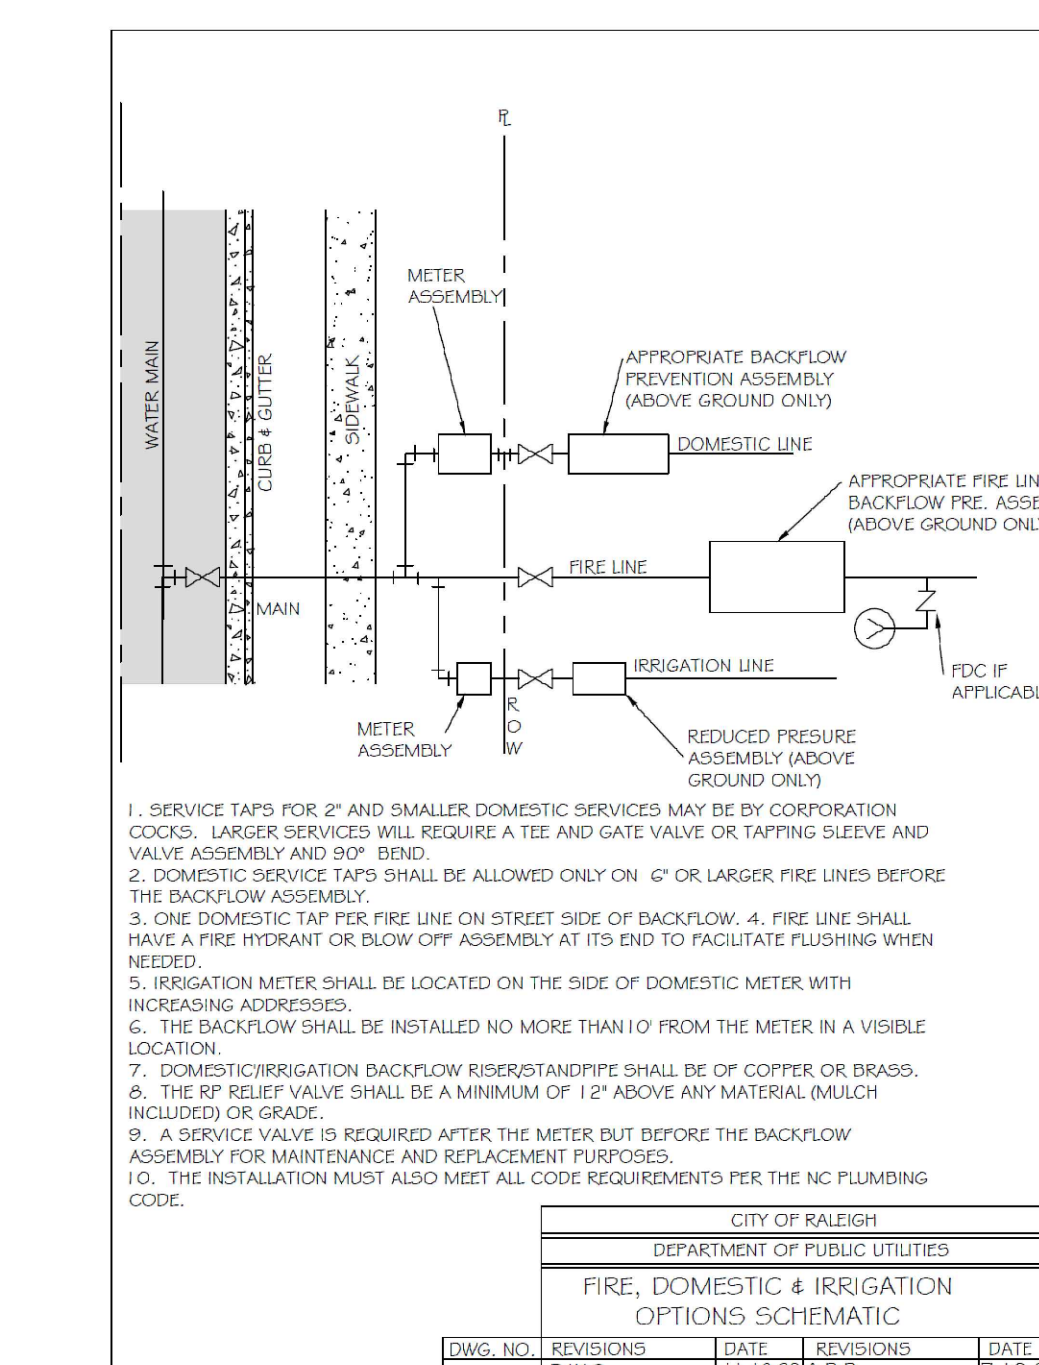 PL
METER
ASSEMBLY
WATER MAIN
CURB & GUTTER
SIDEWALK
APPROPRIATE BACKFLOW
PREVENTION ASSEMBLY
(ABOVE GROUND ONLY)
DOMESTIC LINE
APPROPRIATE FIRE LIN
BACKFLOW PRE. ASSE
(ABOVE GROUND ONLY
FIRE LINE
MAIN
IRRIGATION LINE
FDC IF
APPLICABL
METER
ASSEMBLY
ROW
REDUCED PRESURE
ASSEMBLY (ABOVE
GROUND ONLY)
1. SERVICE TAPS FOR 2" AND SMALLER DOMESTIC SERVICES MAY BE BY CORPORATION
COCKS. LARGER SERVICES WILL REQUIRE A TEE AND GATE VALVE OR TAPPING SLEEVE AND
VALVE ASSEMBLY AND 90° BEND.
2. DOMESTIC SERVICE TAPS SHALL BE ALLOWED ONLY ON 6" OR LARGER FIRE LINES BEFORE
THE BACKFLOW ASSEMBLY.
3. ONE DOMESTIC TAP PER FIRE LINE ON STREET SIDE OF BACKFLOW. 4. FIRE LINE SHALL
HAVE A FIRE HYDRANT OR BLOW OFF ASSEMBLY AT ITS END TO FACILITATE FLUSHING WHEN
NEEDED.
5. IRRIGATION METER SHALL BE LOCATED ON THE SIDE OF DOMESTIC METER WITH
INCREASING ADDRESSES.
6. THE BACKFLOW SHALL BE INSTALLED NO MORE THAN 10' FROM THE METER IN A VISIBLE
LOCATION.
7. DOMESTIC'/IRRIGATION BACKFLOW RISER/STANDPIPE SHALL BE OF COPPER OR BRASS.
8. THE RP RELIEF VALVE SHALL BE A MINIMUM OF 12" ABOVE ANY MATERIAL (MULCH
INCLUDED) OR GRADE.
9. A SERVICE VALVE IS REQUIRED AFTER THE METER BUT BEFORE THE BACKFLOW
ASSEMBLY FOR MAINTENANCE AND REPLACEMENT PURPOSES.
10. THE INSTALLATION MUST ALSO MEET ALL CODE REQUIREMENTS PER THE NC PLUMBING
CODE.
CITY OF RALEIGH
DEPARTMENT OF PUBLIC UTILITIES
FIRE, DOMESTIC & IRRIGATION
OPTIONS SCHEMATIC
DWG. NO. REVISIONS DATE REVISIONS DATE